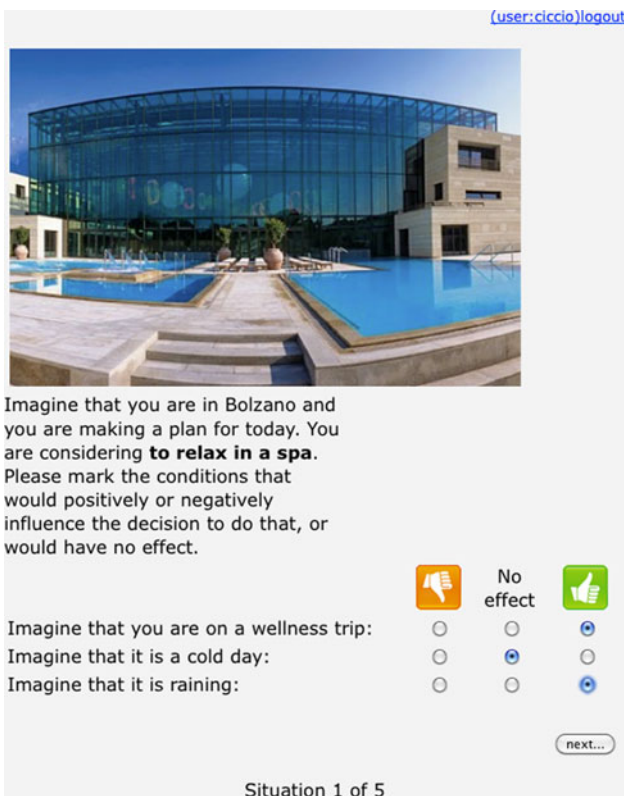 (user:ciccio)logout
Imagine that you are in Bolzano and
you are making a plan for today. You
are considering to relax in a spa.
Please mark the conditions that
would positively or negatively
influence the decision to do that, or
would have no effect.
No
effect
Imagine that you are on a wellness trip:
Imagine that it is a cold day:
Imagine that it is raining:
next...
Situation 1 of 5